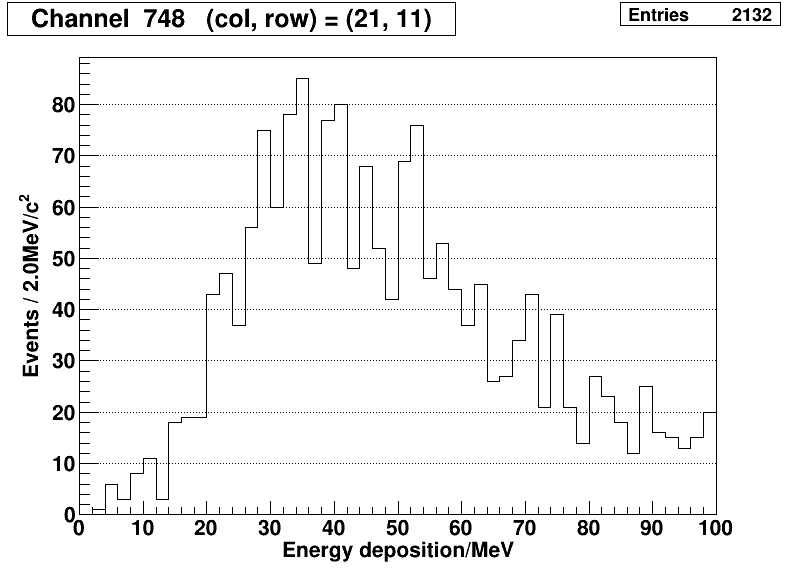 Channel 748 (col, row) = (21, 11)
Entries 2132
Events / 2.0MeV/c²
80
70
60
50
40
30
20
10
0
0 10 20 30 40 50 60 70 80 90 100
Energy deposition/MeV